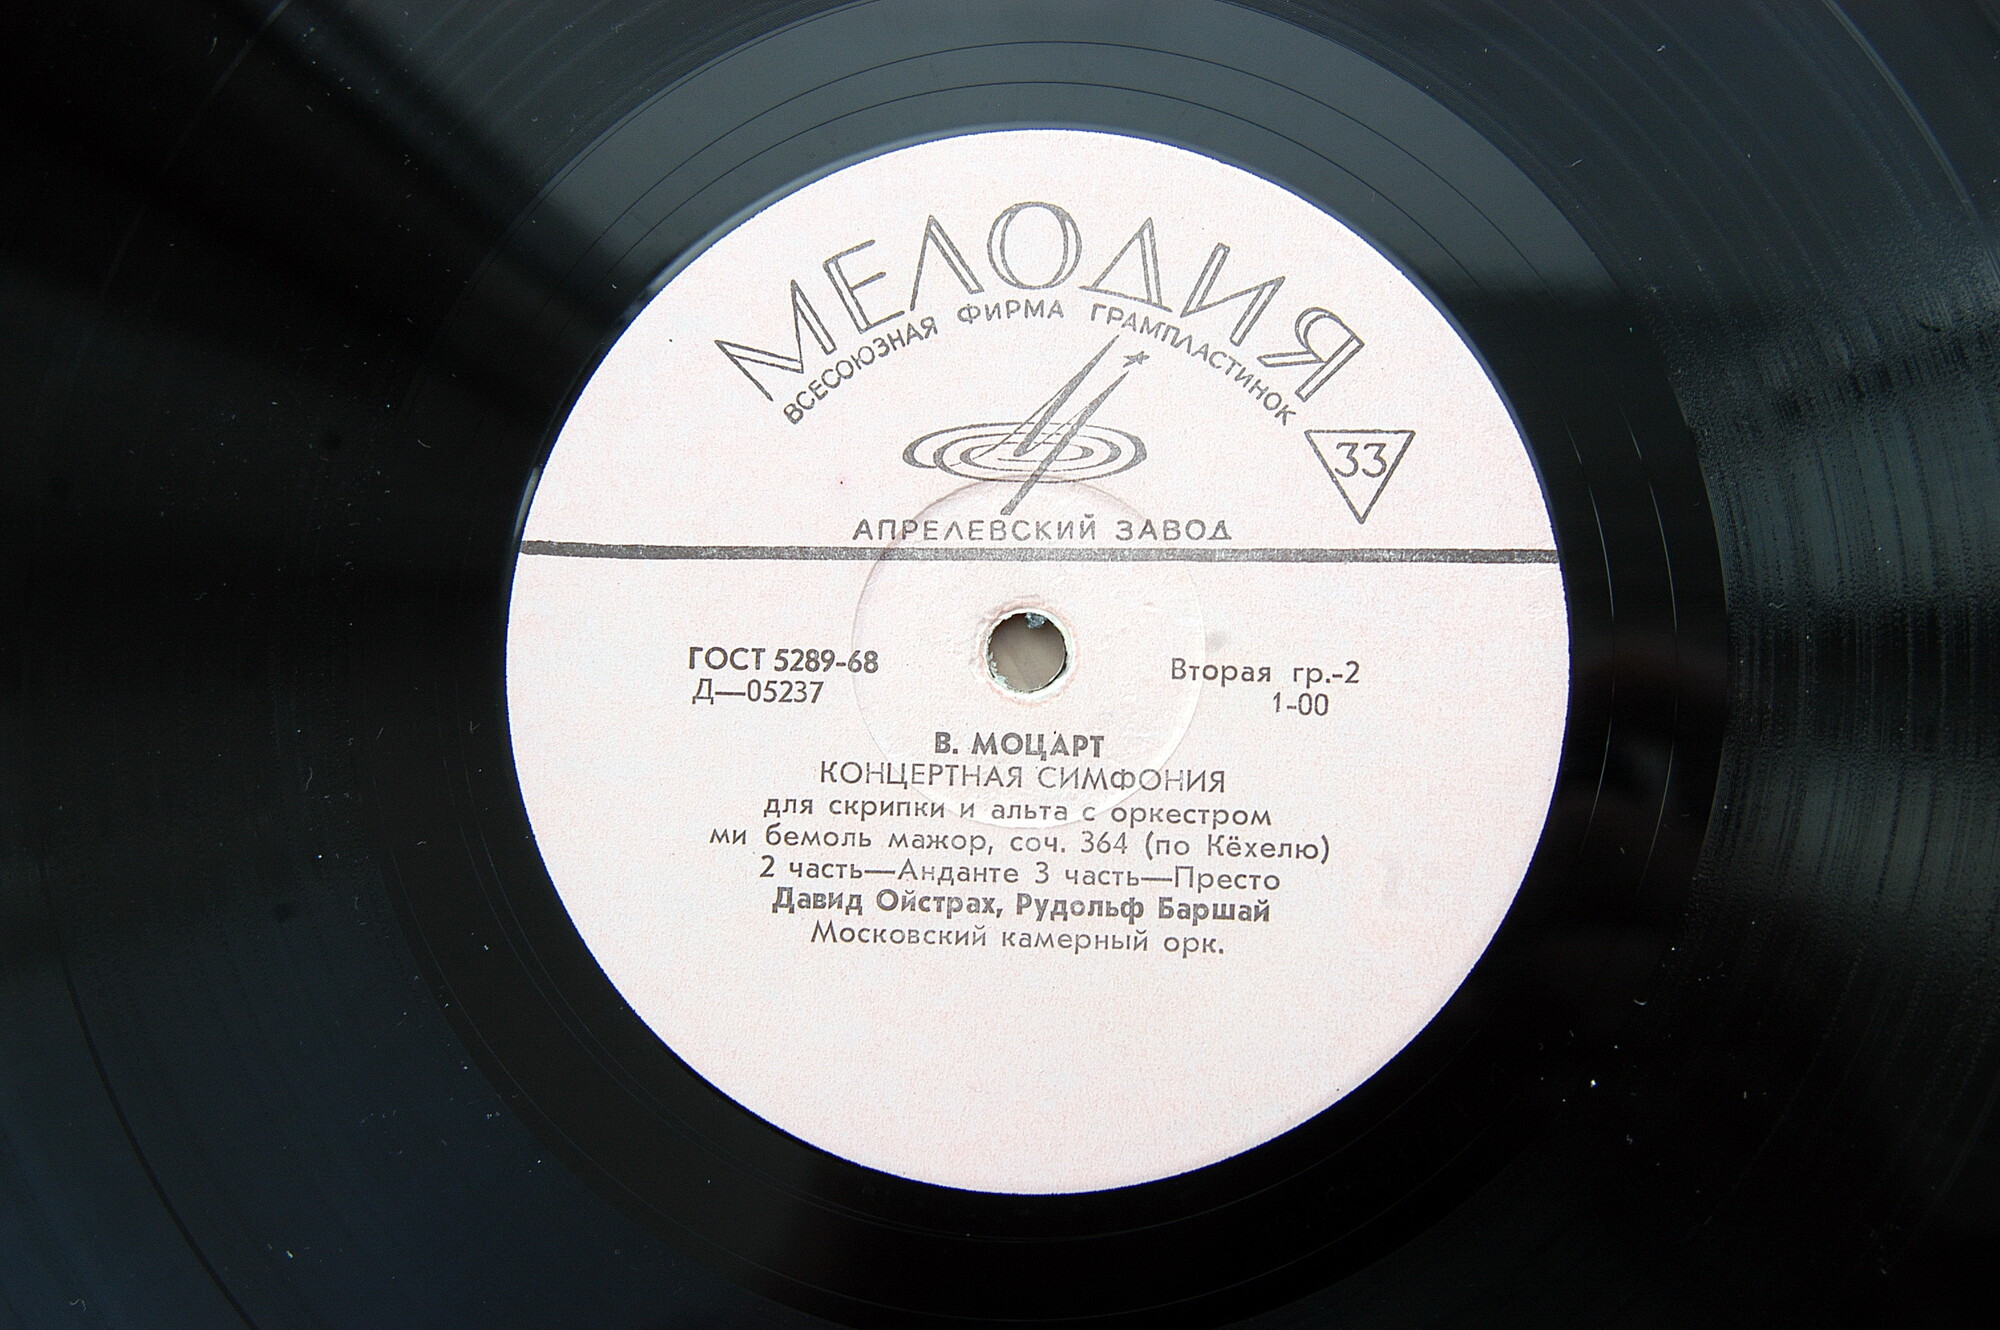 МЕЛОДИЯ
ВСЕСОЮЗНАЯ ФИРМА ГРАМПЛАСТИНОК
33
АПРЕЛЕВСКИЙ ЗАВОД
ГОСТ 5289-68
Д—05237
Вторая гр.-2
1-00
В. МОЦАРТ
КОНЦЕРТНАЯ СИМФОНИЯ
для скрипки и альта с оркестром
ми бемоль мажор, соч. 364 (по Кёхелю)
2 часть—Анданте 3 часть—Престо
Давид Ойстрах, Рудольф Баршай
Московский камерный орк.